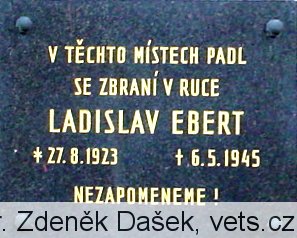 V TĚCHTO MÍSTECH PADL
SE ZBRANÍ V RUCE
LADISLAV EBERT
* 27.8.1923 † 6.5.1945
NEZAPOMENEME !
r. Zdeněk Dašek, vets.cz